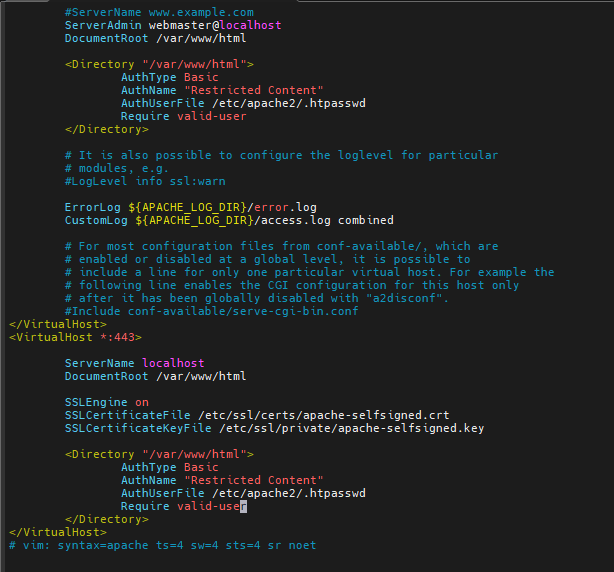 #ServerName www.example.com
ServerAdmin webmaster@localhost
DocumentRoot /var/www/html
<Directory "/var/www/html">
AuthType Basic
AuthName "Restricted Content"
AuthUserFile /etc/apache2/.htpasswd
Require valid-user
</Directory>
# It is also possible to configure the loglevel for particular
# modules, e.g.
#LogLevel info ssl:warn
ErrorLog ${APACHE_LOG_DIR}/error.log
CustomLog ${APACHE_LOG_DIR}/access.log combined
# For most configuration files from conf-available/, which are
# enabled or disabled at a global level, it is possible to
# include a line for only one particular virtual host. For example the
# following line enables the CGI configuration for this host only
# after it has been globally disabled with "a2disconf".
#Include conf-available/serve-cgi-bin.conf
</VirtualHost>
<VirtualHost *:443>
ServerName localhost
DocumentRoot /var/www/html
SSLEngine on
SSLCertificateFile /etc/ssl/certs/apache-selfsigned.crt
SSLCertificateKeyFile /etc/ssl/private/apache-selfsigned.key
<Directory "/var/www/html">
AuthType Basic
AuthName "Restricted Content"
AuthUserFile /etc/apache2/.htpasswd
Require valid-user
</Directory>
</VirtualHost>
# vim: syntax=apache ts=4 sw=4 sts=4 sr noet